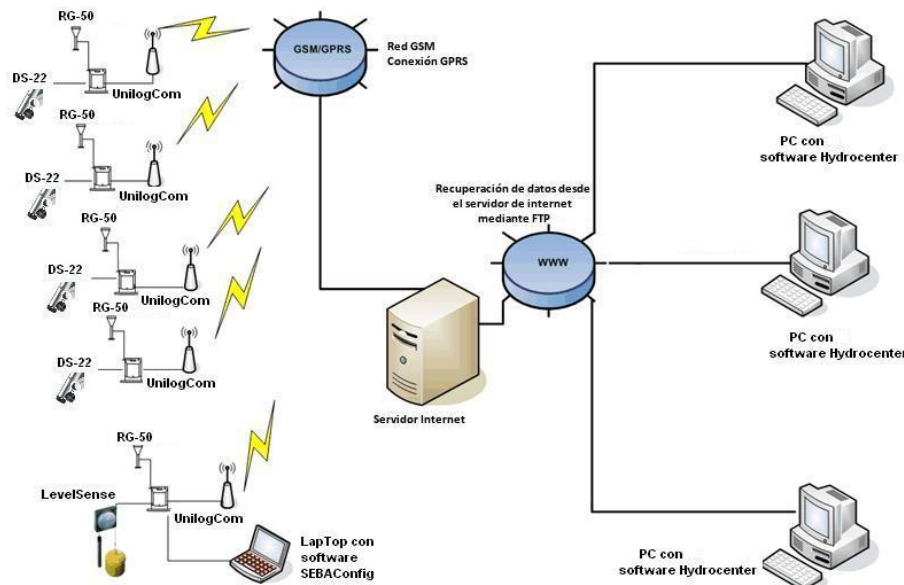 RG-50
DS-22
UnilogCom
RG-50
DS-22
UnilogCom
RG-50
DS-22
UnilogCom
RG-50
DS-22
UnilogCom
RG-50
LevelSense
UnilogCom
LapTop con
software
SEBAConfig
GSM/GPRS
Red GSM
Conexión GPRS
Recuperación de datos desde
el servidor de internet
mediante FTP
WWW
Servidor Internet
PC con
software Hydrocenter
PC con
software Hydrocenter
PC con
software Hydrocenter